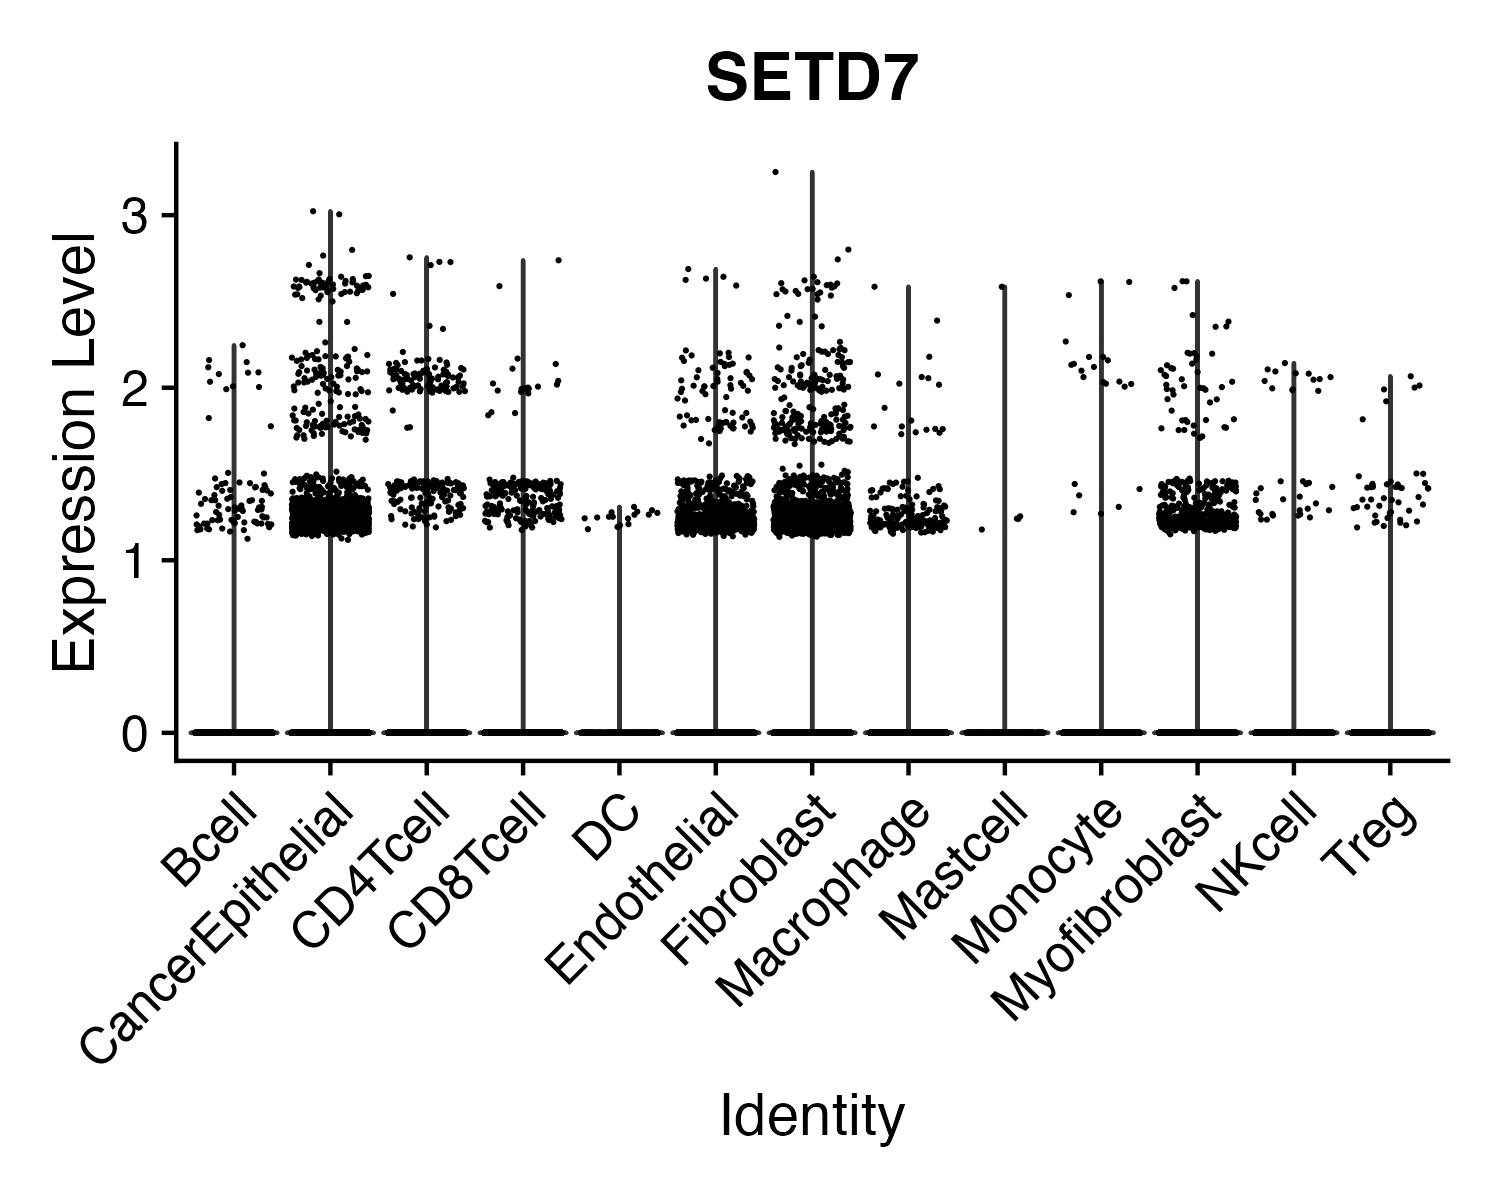 SETD7
Expression Level
3
2
1
0
Bcell
CancerEpithelial
CD4Tcell
CD8Tcell
DC
Endothelial
Fibroblast
Macrophage
Mastcell
Monocyte
Myofibroblast
NKcell
Treg
Identity